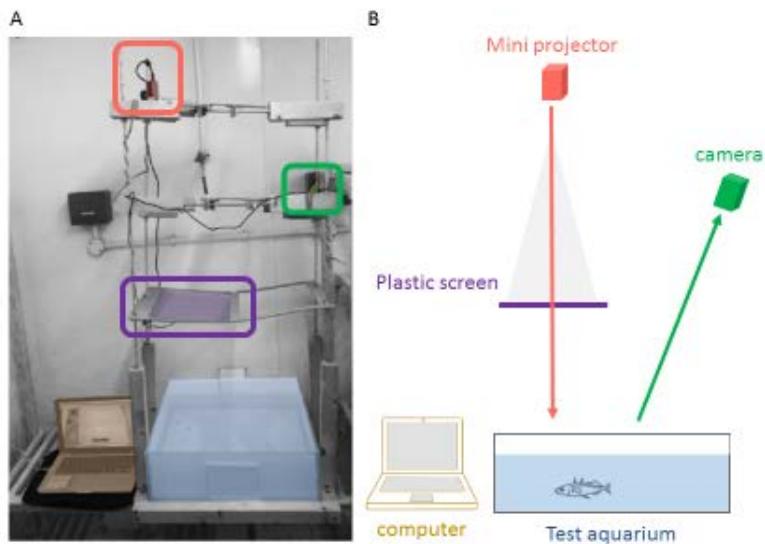 A
B
Mini projector
camera
Plastic screen
computer
Test aquarium